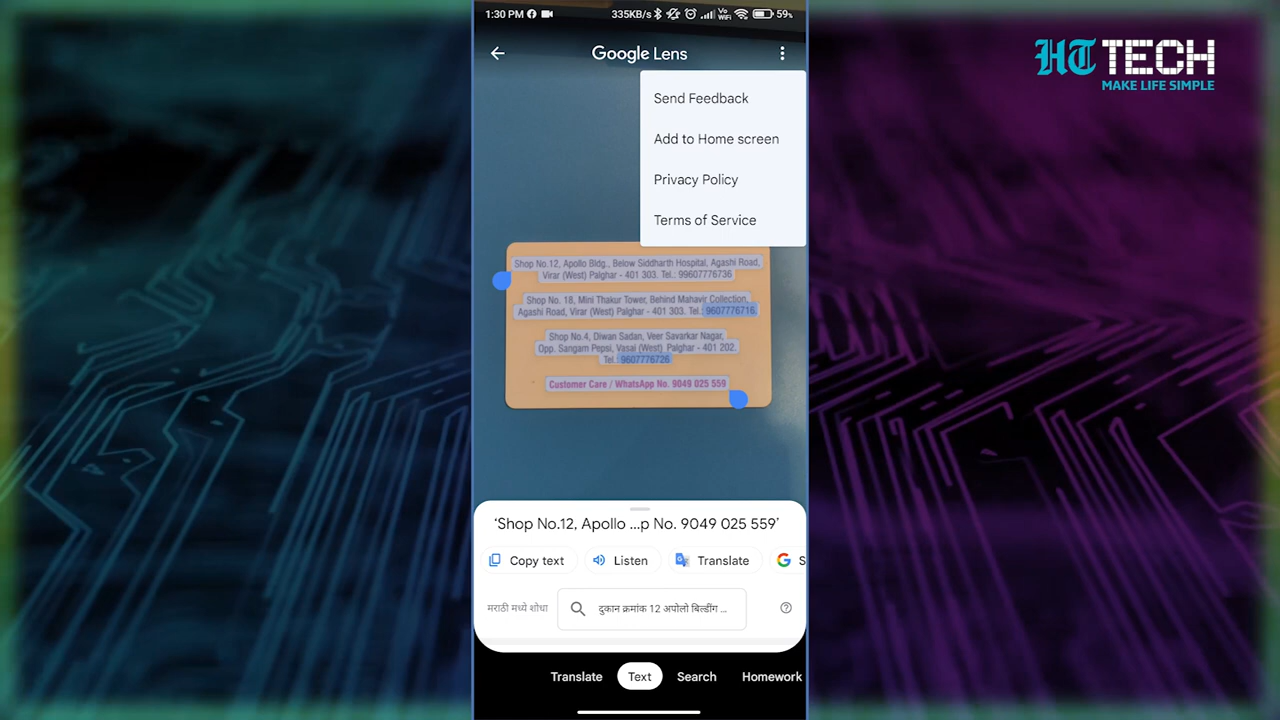 1:30 PM 335KB/s Vo WiFi 59%
HT TECH
MAKE LIFE SIMPLE
Google Lens
Send Feedback
Add to Home screen
Privacy Policy
Terms of Service
Shop No.12, Apollo Bldg., Below Siddharth Hospital, Agashi Road,
Virar (West) Palghar - 401 303. Tel.: 99607776736
Shop No. 18, Mini Thakur Tower, Behind Mahavir Collection,
Agashi Road, Virar (West) Palghar - 401 303. Tel.: 9607776716.
Shop No.4, Diwan Sadan, Veer Savarkar Nagar,
Opp. Sangam Pepsi, Vasai (West) Palghar - 401 202.
Tel.: 9607776726
Customer Care / WhatsApp No. 9049 025 559
‘Shop No.12, Apollo ...p No. 9049 025 559’
Copy text Listen Translate G S
मराठी मध्ये शोधा दुकान क्रमांक 12 अपोलो बिल्डींग ...
Translate Text Search Homework